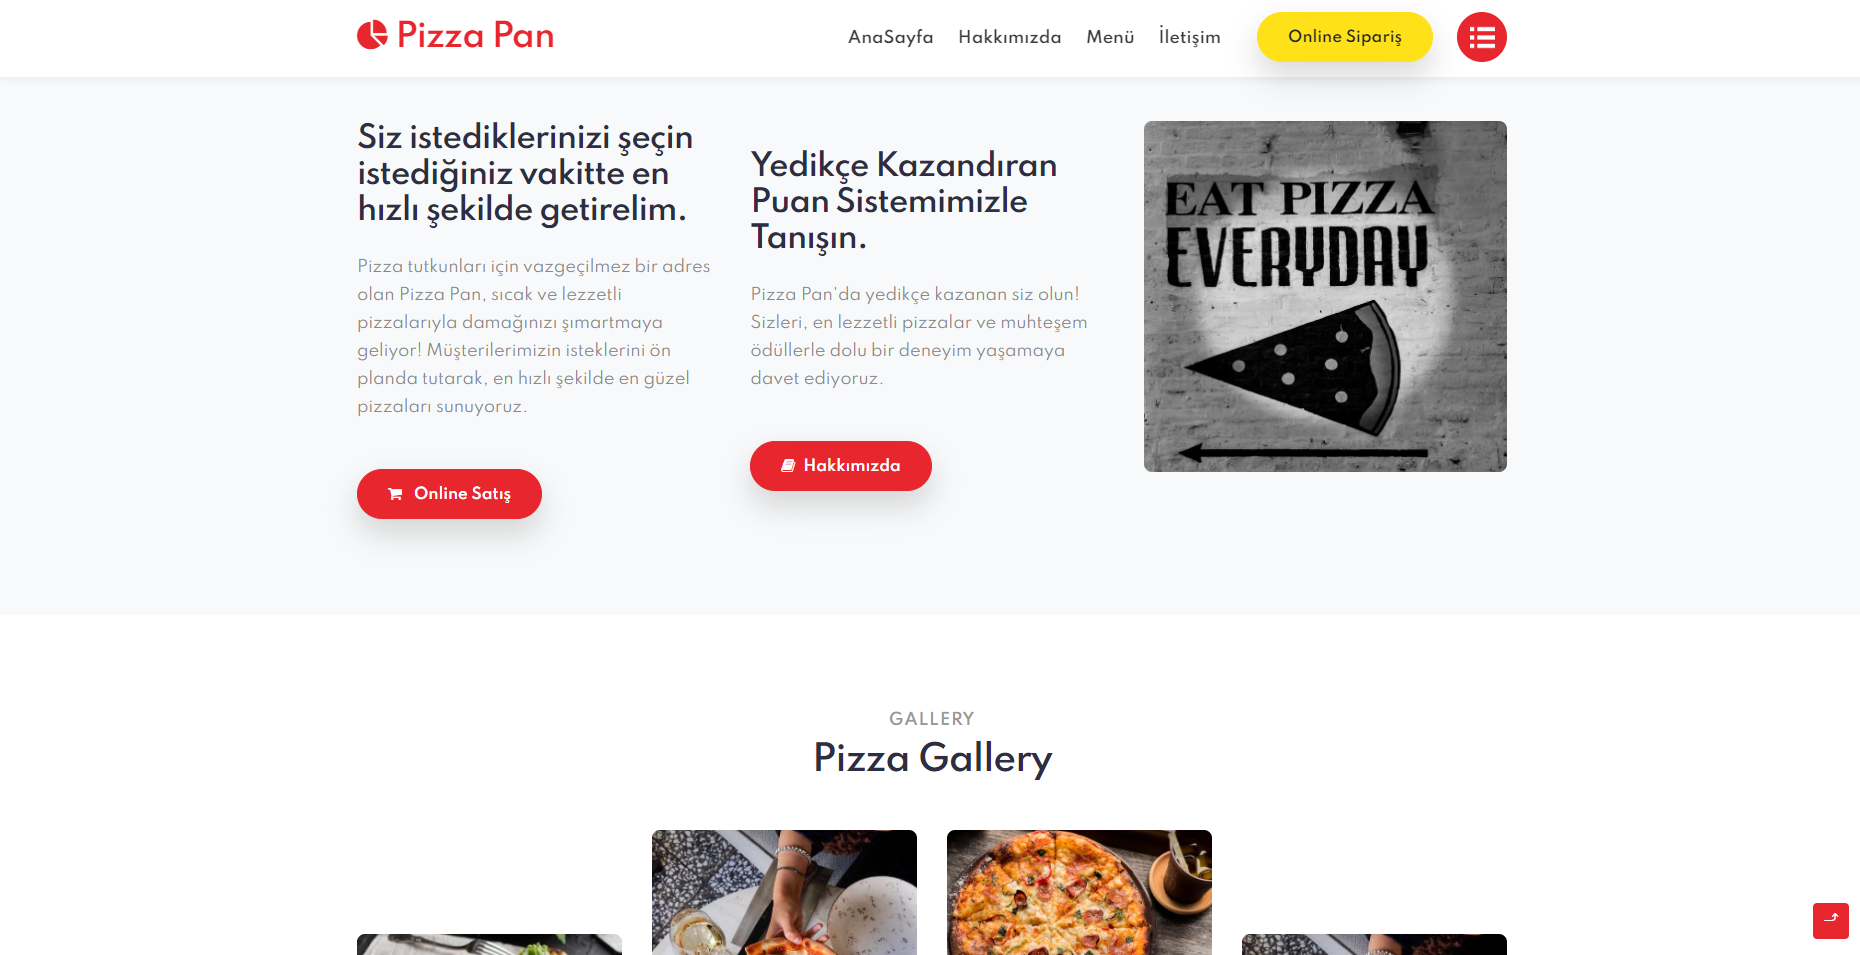 Pizza Pan
AnaSayfa Hakkımızda Menü İletişim Online Sipariş
Siz istediklerinizi şeçin
istediğiniz vakitte en
hızlı şekilde getirelim.
Pizza tutkunları için vazgeçilmez bir adres
olan Pizza Pan, sıcak ve lezzetli
pizzalarıyla damağınızı şımartmaya
geliyor! Müşterilerimizin isteklerini ön
planda tutarak, en hızlı şekilde en güzel
pizzaları sunuyoruz.
Online Satış
Yedikçe Kazandıran
Puan Sistemimizle
Tanışın.
Pizza Pan'da yedikçe kazanan siz olun!
Sizleri, en lezzetli pizzalar ve muhteşem
ödüllerle dolu bir deneyim yaşamaya
davet ediyoruz.
Hakkımızda
EAT PIZZA
EVERYDAY
GALLERY
Pizza Gallery